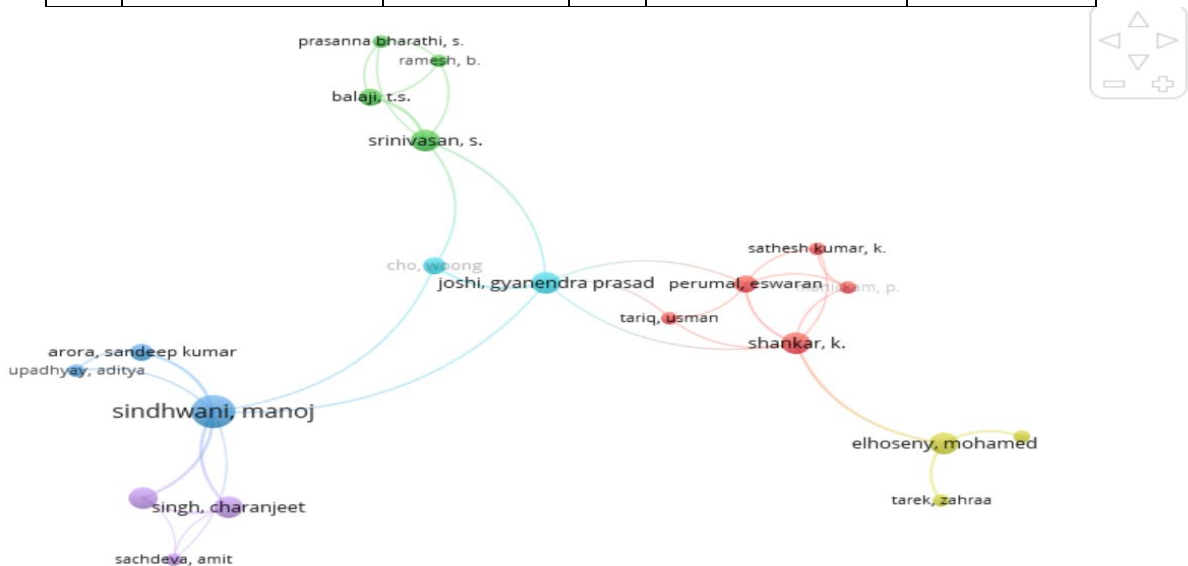 prasanna bharathi, s.
ramesh, b.
balaji, t.s.
srinivasan, s.
sathesh kumar, k.
cho, woong
joshi, gyanendra prasad
perumal, eswaran
p.
tariq, usman
shankar, k.
arora, sandeep kumar
upadhyay, aditya
sindhwani, manoj
elhoseny, mohamed
tarek, zahraa
singh, charanjeet
sachdeva, amit